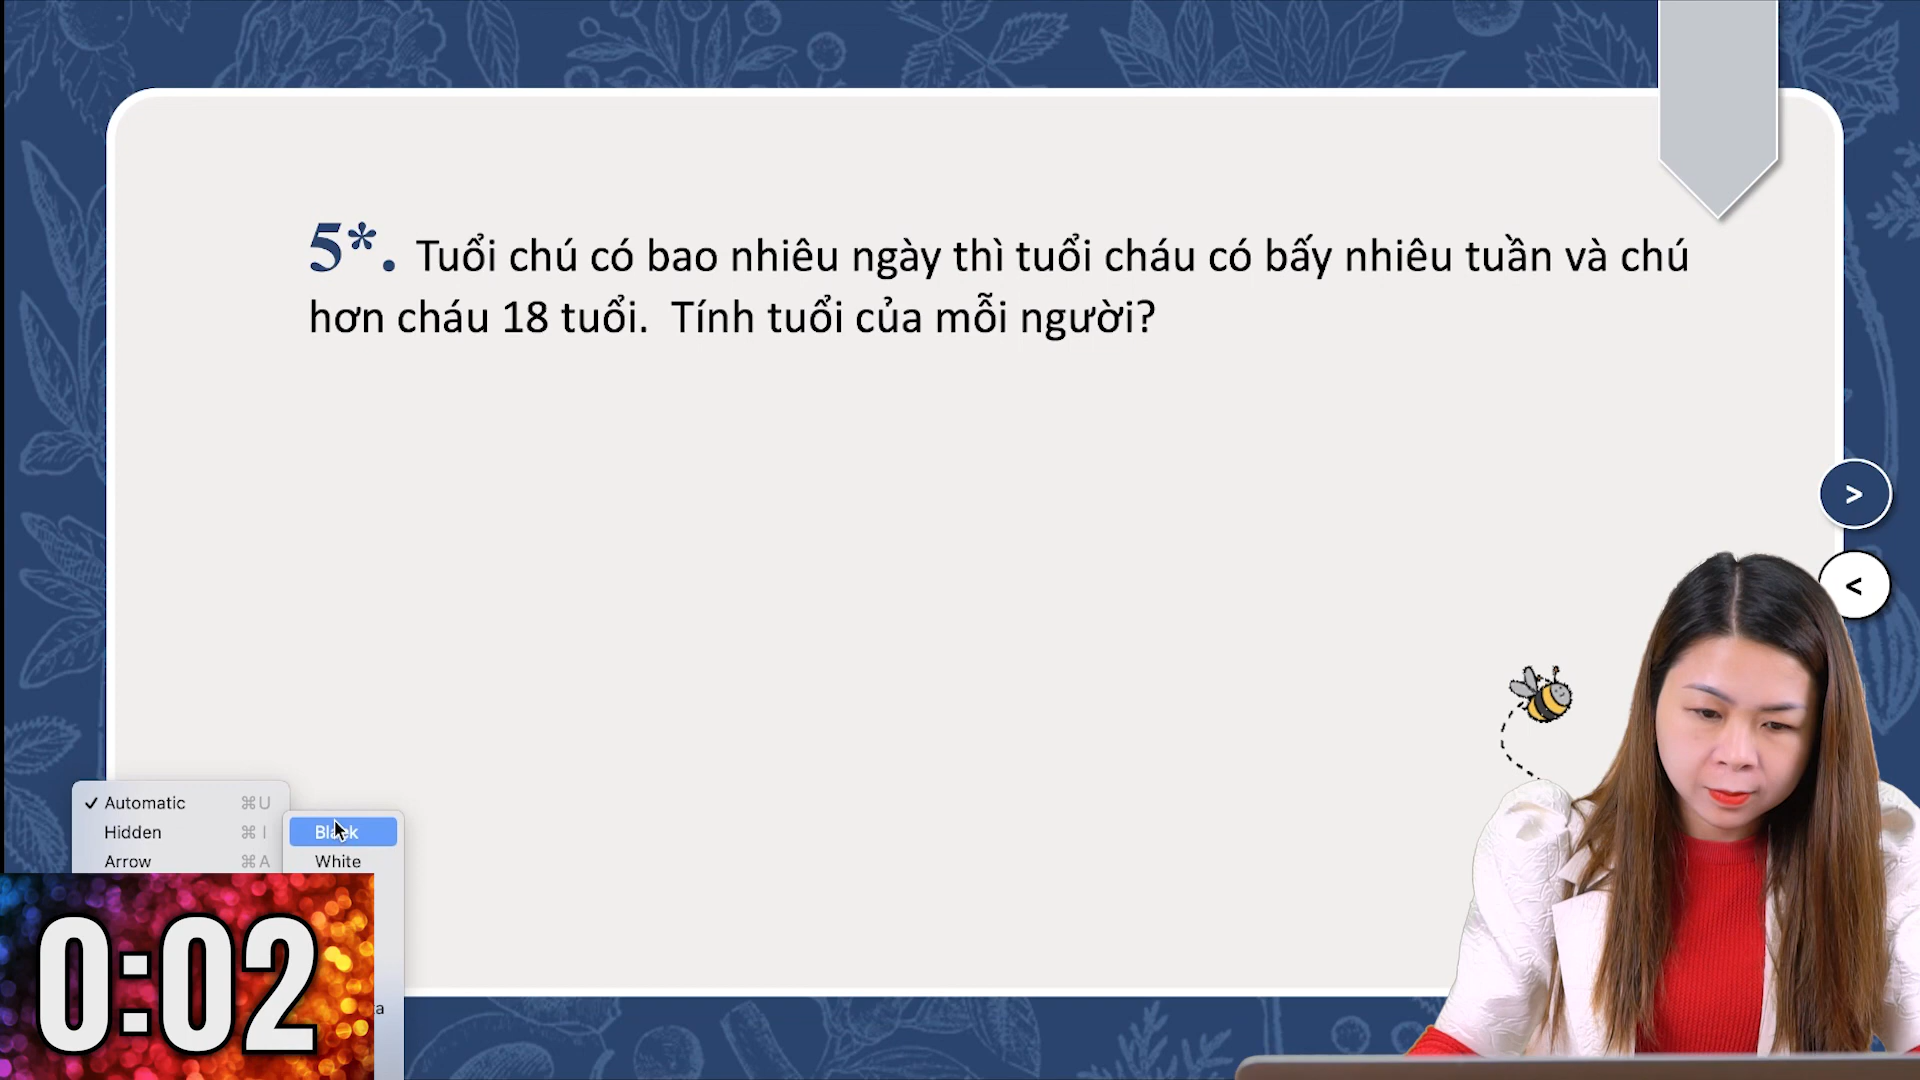 5*. Tuổi chú có bao nhiêu ngày thì tuổi cháu có bấy nhiêu tuần và chú
hơn cháu 18 tuổi. Tính tuổi của mỗi người?
>
<
✓ Automatic ⌘U
Hidden ⌘I
Arrow ⌘A
Black
White
a
0:02